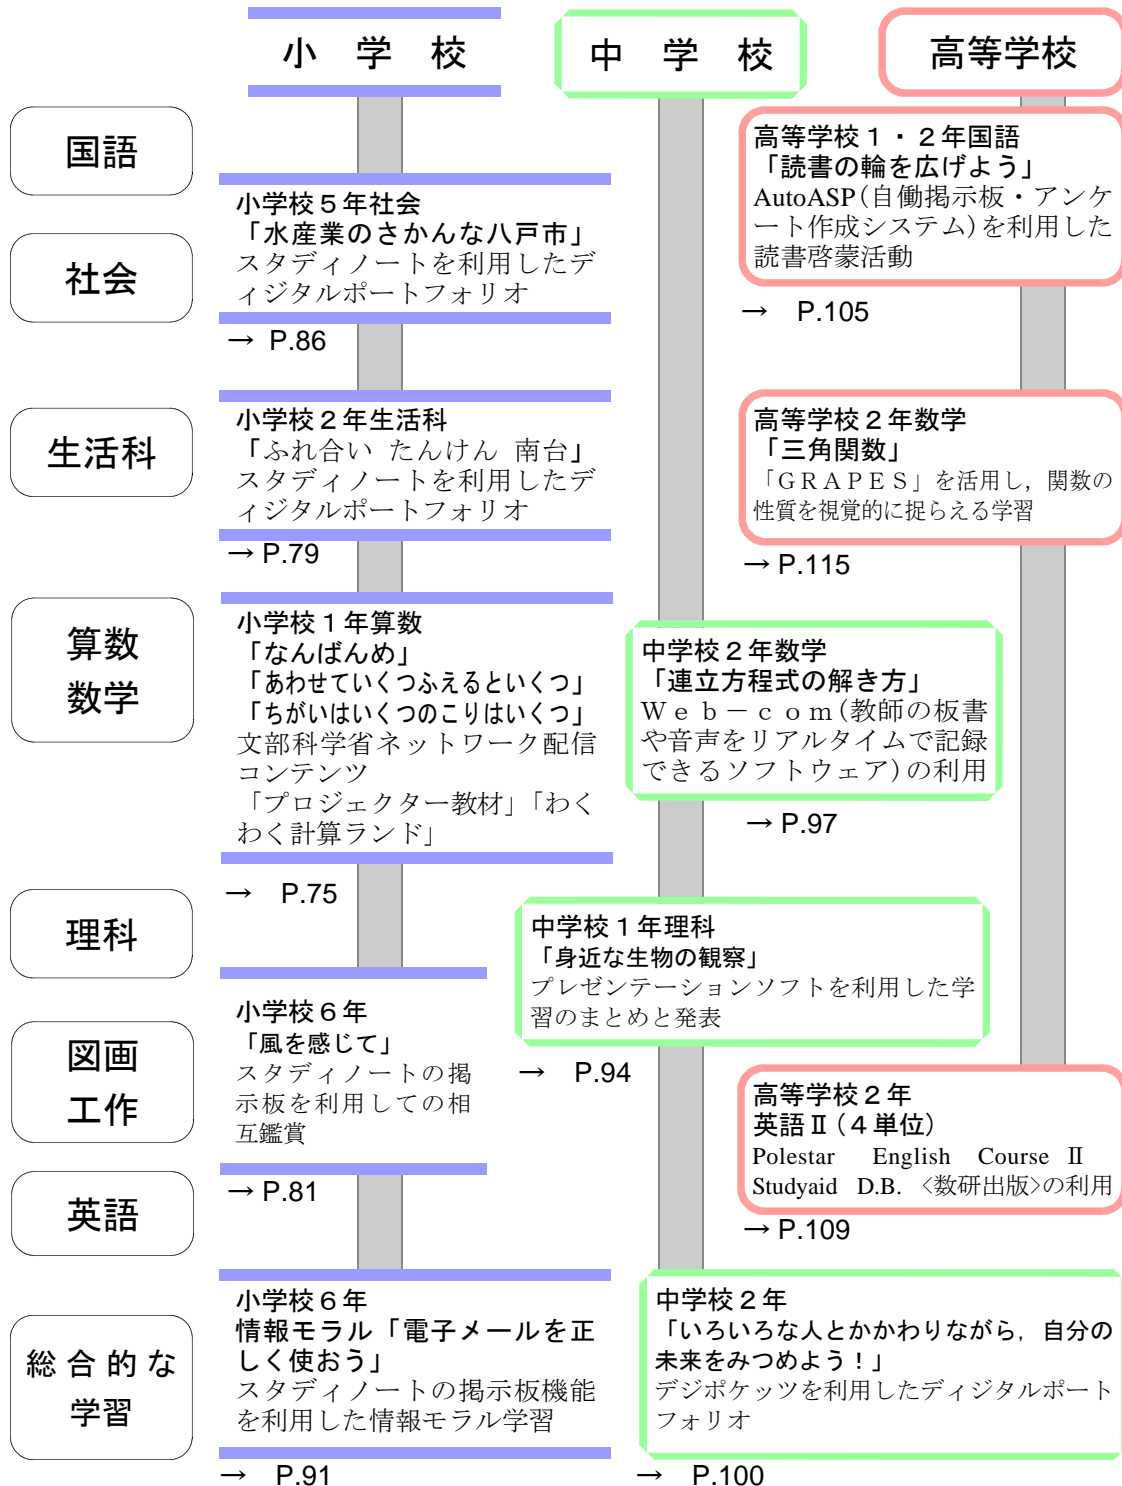 小学校
中学校
高等学校
国語
高等学校１・２年国語
「読書の輪を広げよう」
AutoASP(自働掲示板・アンケ
ート作成システム)を利用した
読書啓蒙活動
→ P.105
社会
小学校５年社会
「水産業のさかんな八戸市」
スタディノートを利用したデ
ィジタルポートフォリオ
→ P.86
生活科
小学校２年生活科
「ふれ合い たんけん 南台」
スタディノートを利用したデ
ィジタルポートフォリオ
→ P.79
高等学校２年数学
「三角関数」
「ＧＲＡＰＥＳ」を活用し，関数の
性質を視覚的に捉らえる学習
→ P.115
算数
数学
小学校１年算数
「なんばんめ」
「あわせていくつふえるといくつ」
「ちがいはいくつのこりはいくつ」
文部科学省ネットワーク配信
コンテンツ
「プロジェクター教材」「わく
わく計算ランド」
→ P.75
中学校２年数学
「連立方程式の解き方」
Ｗｅｂ－ｃｏｍ(教師の板書
や音声をリアルタイムで記録
できるソフトウェア)の利用
→ P.97
理科
中学校１年理科
「身近な生物の観察」
プレゼンテーションソフトを利用した学
習のまとめと発表
→ P.94
図画
工作
小学校６年
「風を感じて」
スタディノートの掲
示板を利用しての相
互鑑賞
→ P.81
英語
高等学校２年
英語Ⅱ(４単位)
Polestar English Course Ⅱ
Studyaid D.B. <数研出版>の利用
→ P.109
総合的な
学習
小学校６年
情報モラル「電子メールを正
しく使おう」
スタディノートの掲示板機能
を利用した情報モラル学習
→ P.91
中学校２年
「いろいろな人とかかわりながら，自分の
未来をみつめよう！」
デジポケッツを利用したディジタルポート
フォリオ
→ P.100